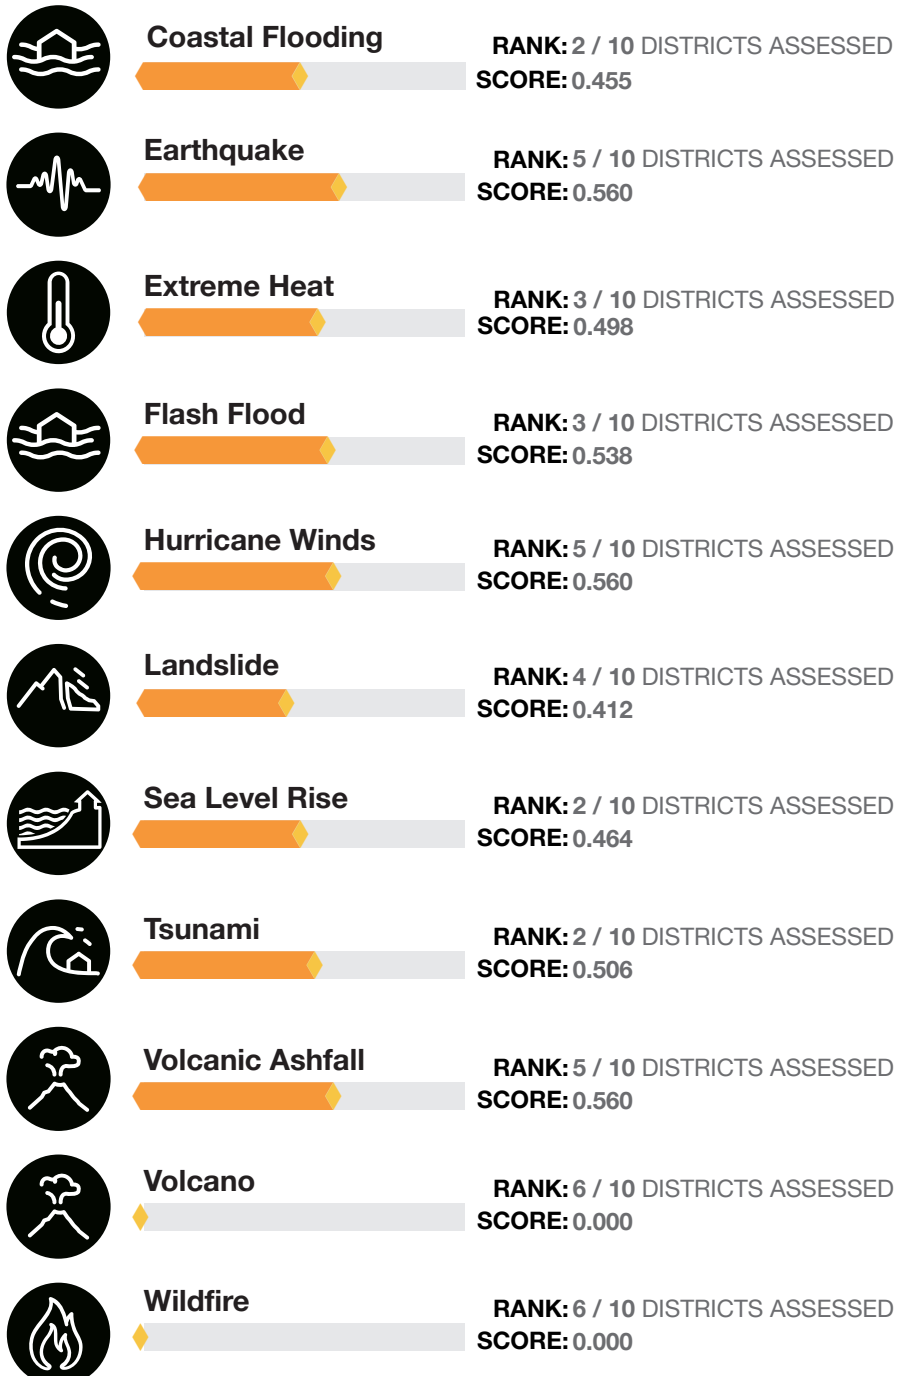 Coastal Flooding
RANK: 2 / 10 DISTRICTS ASSESSED
SCORE: 0.455
Earthquake
RANK: 5 / 10 DISTRICTS ASSESSED
SCORE: 0.560
Extreme Heat
RANK: 3 / 10 DISTRICTS ASSESSED
SCORE: 0.498
Flash Flood
RANK: 3 / 10 DISTRICTS ASSESSED
SCORE: 0.538
Hurricane Winds
RANK: 5 / 10 DISTRICTS ASSESSED
SCORE: 0.560
Landslide
RANK: 4 / 10 DISTRICTS ASSESSED
SCORE: 0.412
Sea Level Rise
RANK: 2 / 10 DISTRICTS ASSESSED
SCORE: 0.464
Tsunami
RANK: 2 / 10 DISTRICTS ASSESSED
SCORE: 0.506
Volcanic Ashfall
RANK: 5 / 10 DISTRICTS ASSESSED
SCORE: 0.560
Volcano
RANK: 6 / 10 DISTRICTS ASSESSED
SCORE: 0.000
Wildfire
RANK: 6 / 10 DISTRICTS ASSESSED
SCORE: 0.000